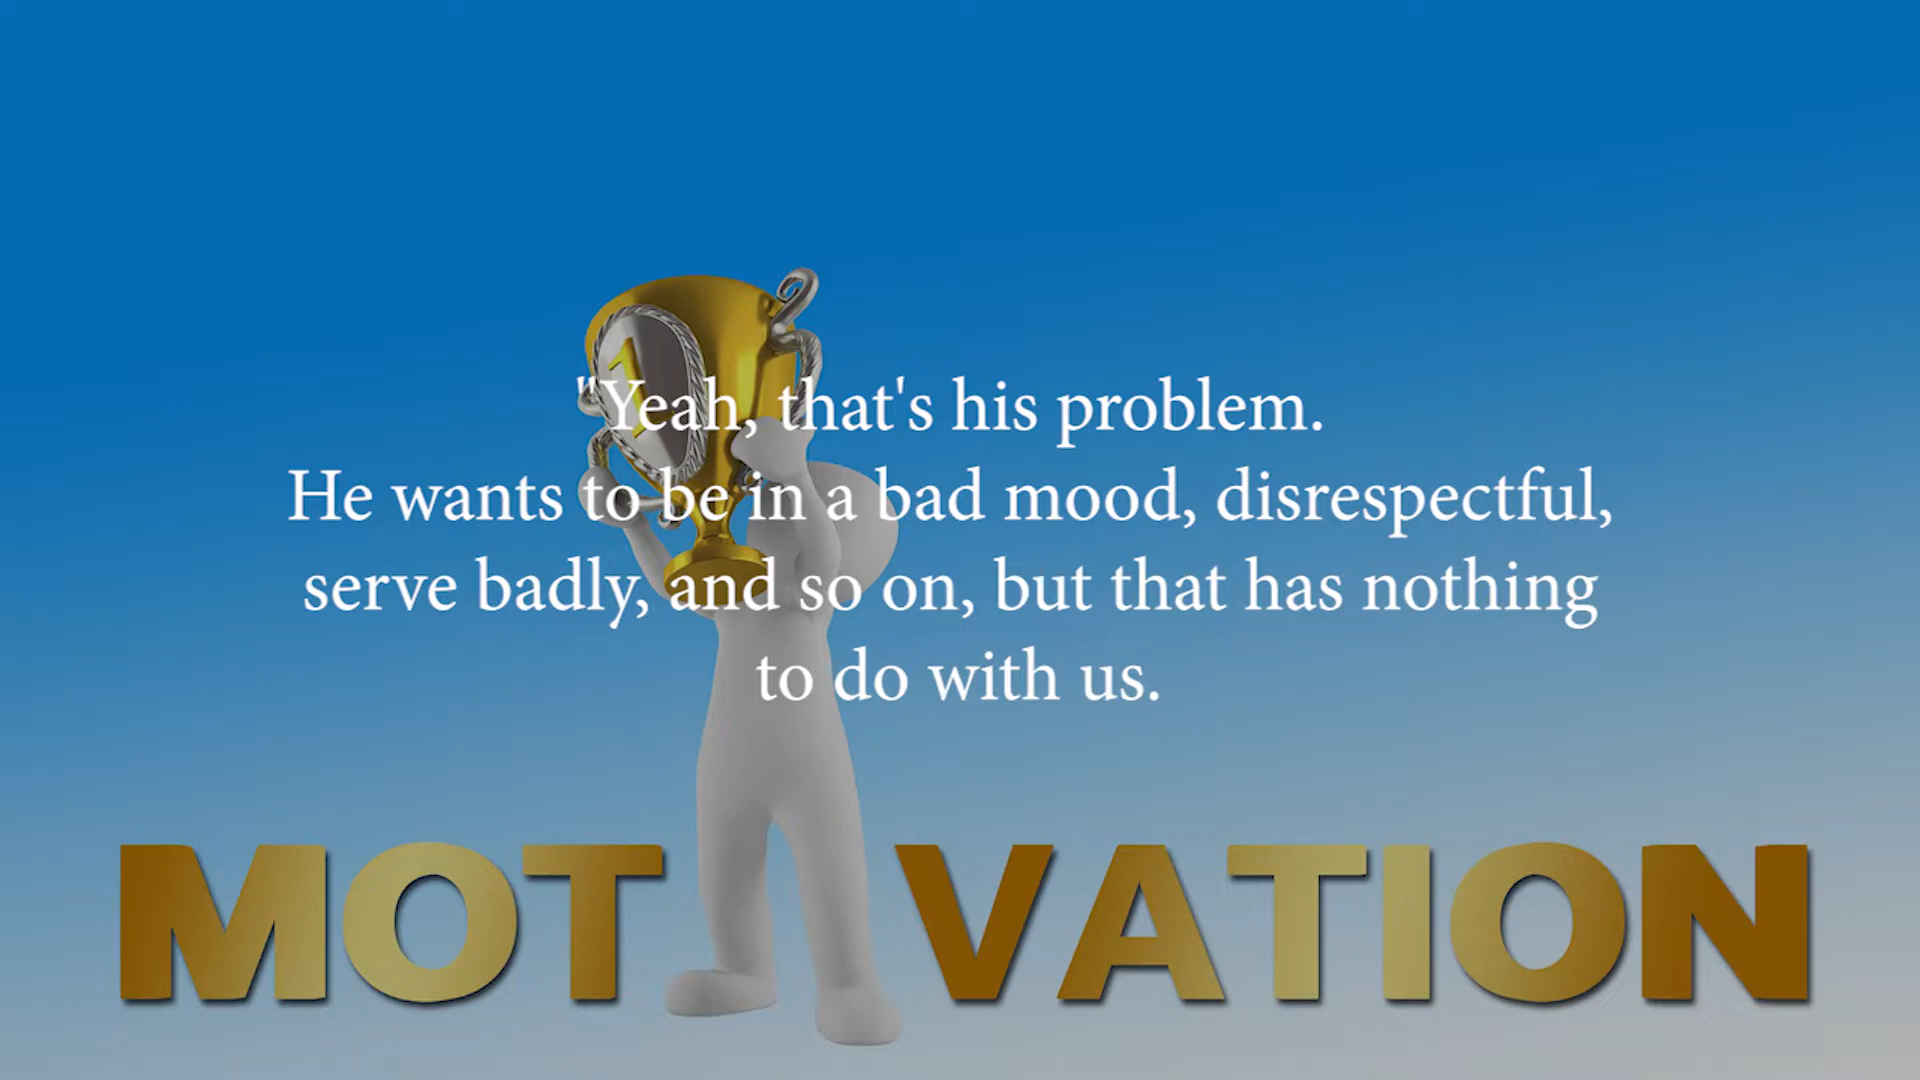 1
"Yeah, that's his problem.
He wants to be in a bad mood, disrespectful,
serve badly, and so on, but that has nothing
to do with us.
MOT VATION